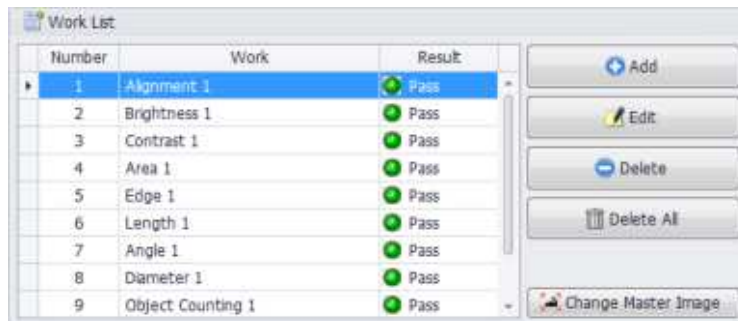 Work List
Number Work Result
1 Alignment 1 Pass
2 Brightness 1 Pass
3 Contrast 1 Pass
4 Area 1 Pass
5 Edge 1 Pass
6 Length 1 Pass
7 Angle 1 Pass
8 Diameter 1 Pass
9 Object Counting 1 Pass
Add
Edit
Delete
Delete All
Change Master Image